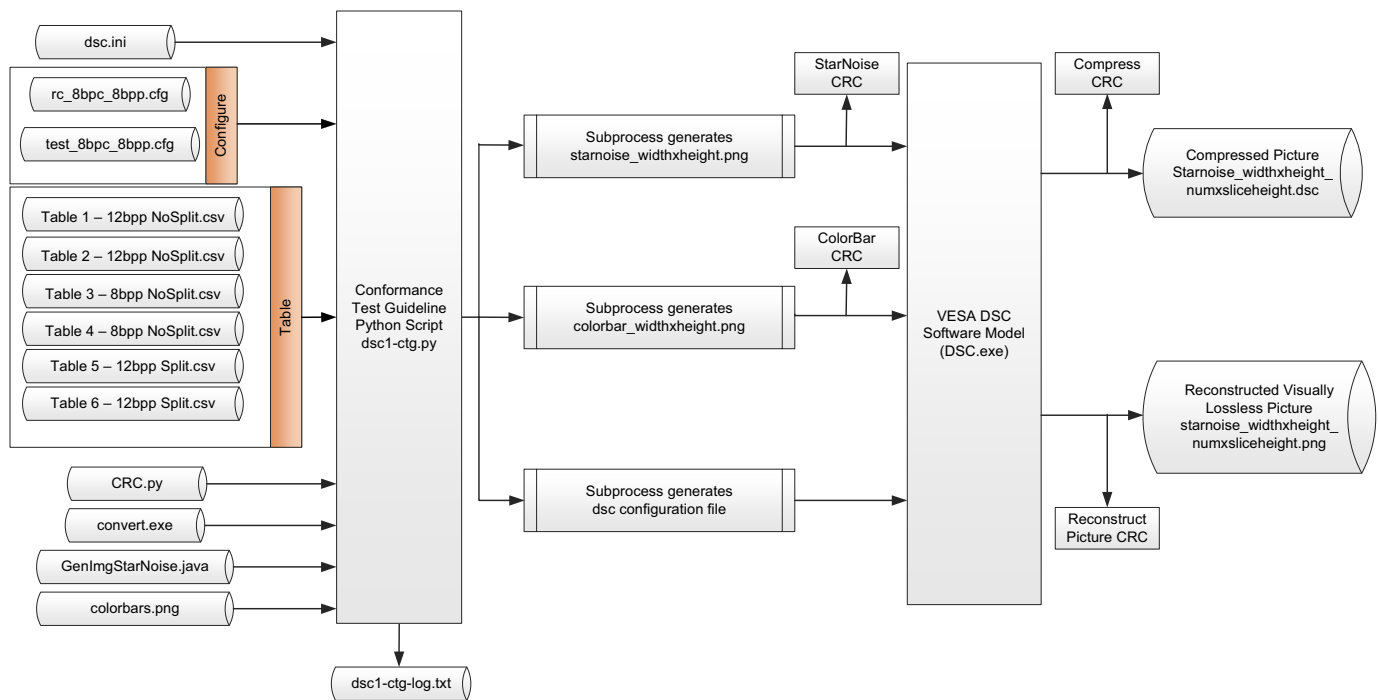 dsc.ini
rc_8bpc_8bpp.cfg
test_8bpc_8bpp.cfg
Configure
Table 1 – 12bpp NoSplit.csv
Table 2 – 12bpp NoSplit.csv
Table 3 – 8bpp NoSplit.csv
Table 4 – 8bpp NoSplit.csv
Table 5 – 12bpp Split.csv
Table 6 – 12bpp Split.csv
Table
CRC.py
convert.exe
GenImgStarNoise.java
colorbars.png
Conformance
Test Guideline
Python Script
dsc1-ctg.py
dsc1-ctg-log.txt
Subprocess generates
starnoise_widthxheight.png
StarNoise
CRC
Subprocess generates
colorbar_widthxheight.png
ColorBar
CRC
Subprocess generates
dsc configuration file
VESA DSC
Software Model
(DSC.exe)
Compress
CRC
Compressed Picture
Starnoise_widthxheight_
numxsliceheight.dsc
Reconstructed Visually
Lossless Picture
starnoise_widthxheight_
numxsliceheight.png
Reconstruct
Picture CRC